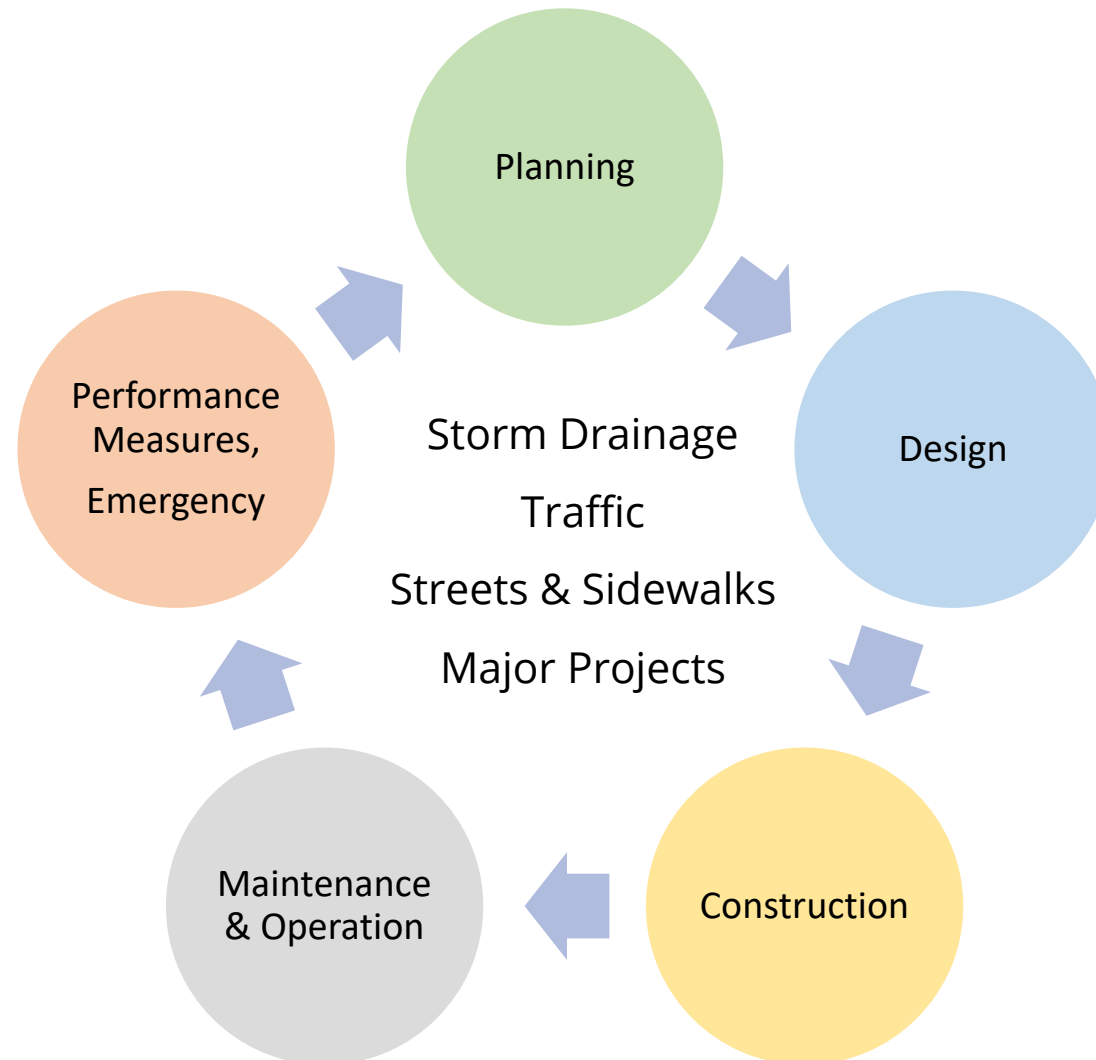 Planning
Design
Construction
Maintenance
& Operation
Performance
Measures,
Emergency
Storm Drainage
Traffic
Streets & Sidewalks
Major Projects